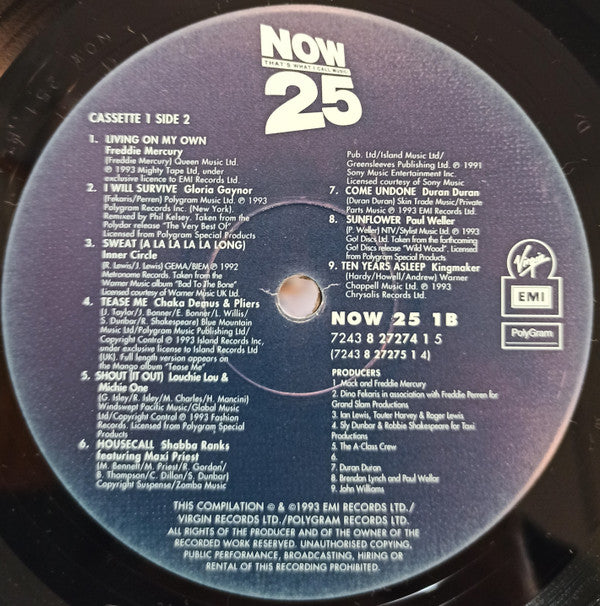 NOW
THAT'S WHAT I CALL MUSIC
25
CASSETTE 1 SIDE 2
1. LIVING ON MY OWN
Freddie Mercury
(Freddie Mercury) Queen Music Ltd.
℗ 1993 Mighty Tape Ltd, under
exclusive licence to EMI Records Ltd.
2. I WILL SURVIVE Gloria Gaynor
(Fekaris/Perren) Polygram Music Ltd. ℗ 1993
Polygram Records Inc. (New York).
Remixed by Phil Kelsey. Taken from the
Polydor release "The Very Best Of"
Licensed from Polygram Special Products
3. SWEAT (A LA LA LA LA LONG)
Inner Circle
(R. Lewis/I. Lewis) GEMA/BIEM ℗ 1992
Metronome Records. Taken from the
Warner Music album "Bad To The Bone"
Licensed courtesy of Warner Music UK Ltd.
4. TEASE ME Chaka Demus & Pliers
(J. Taylor/J. Bonner/E. Bonner/L. Willis/
S. Dunbar/R. Shakespeare) Blue Mountain
Music Ltd/Polygram Music Publishing Ltd/
Copyright Control ℗ 1993 Island Records Inc,
under exclusive license to Island Records Ltd
(UK). Full length version appears on
the Mango album "Tease Me"
5. SHOUT (IT OUT) Louchie Lou &
Michie One
(G. Isley/R. Isley/M. Charles/H. Mancini)
Windswept Pacific Music/Global Music
Ltd/Copyright Control ℗ 1993 Fashion
Records. Licensed from Polygram Special
Products
6. HOUSECALL Shabba Ranks
featuring Maxi Priest
(M. Bennett/M. Priest/R. Gordon/
B. Thompson/C. Dillon/S. Dunbar)
Copyright Suspense/Zomba Music
Pub. Ltd/Island Music Ltd/
Greensleeves Publishing Ltd. ℗ 1991
Sony Music Entertainment Inc.
Licensed courtesy of Sony Music
7. COME UNDONE Duran Duran
(Duran Duran) Skin Trade Music/Private
Parts Music ℗ 1993 EMI Records Ltd.
8. SUNFLOWER Paul Weller
(P. Weller) NTV/Stylist Music Ltd. ℗ 1993
Go! Discs Ltd. Taken from the forthcoming
Go! Discs release "Wild Wood". Licensed
from Polygram Special Products
9. TEN YEARS ASLEEP Kingmaker
(Hardy/Howell/Andrew) Warner
Chappell Music Ltd. ℗ 1993
Chrysalis Records Ltd.
Virgin
EMI
PolyGram
NOW 25 1B
7243 8 27274 1 5
(7243 8 27275 1 4)
PRODUCERS
1. Mack and Freddie Mercury
2. Dino Fekaris in association with Freddie Perren for
Grand Slam Productions
3. Ian Lewis, Touter Harvey & Roger Lewis
4. Sly Dunbar & Robbie Shakespeare for Taxi
Productions
5. The A-Class Crew
6.
7. Duran Duran
8. Brendan Lynch and Paul Weller
9. John Williams
THIS COMPILATION ℗ & © 1993 EMI RECORDS LTD./
VIRGIN RECORDS LTD./POLYGRAM RECORDS LTD.
ALL RIGHTS OF THE PRODUCER AND OF THE OWNER OF THE
RECORDED WORK RESERVED. UNAUTHORISED COPYING,
PUBLIC PERFORMANCE, BROADCASTING, HIRING OR
RENTAL OF THIS RECORDING PROHIBITED.